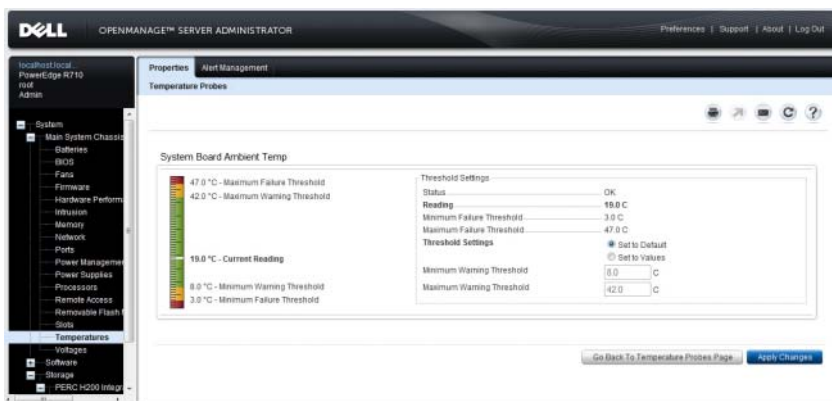 DELL
OPENMANAGE™ SERVER ADMINISTRATOR
Preferences | Support | About | Log Out
localhost.local...
PowerEdge R710
root
Admin
Properties
Alert Management
Temperature Probes
System
Main System Chassis
Batteries
BIOS
Fans
Firmware
Hardware Perform
Intrusion
Memory
Network
Ports
Power Managemen
Power Supplies
Processors
Remote Access
Removable Flash
Slots
Temperatures
Voltages
Software
Storage
PERC H200 Integr
System Board Ambient Temp
47.0 °C - Maximum Failure Threshold
42.0 °C - Maximum Warning Threshold
19.0 °C - Current Reading
8.0 °C - Minimum Warning Threshold
3.0 °C - Minimum Failure Threshold
Threshold Settings
Status OK
Reading 19.0 C
Minimum Failure Threshold 3.0 C
Maximum Failure Threshold 47.0 C
Threshold Settings Set to Default
Set to Values
Minimum Warning Threshold 8.0 C
Maximum Warning Threshold 42.0 C
Go Back To Temperature Probes Page
Apply Changes